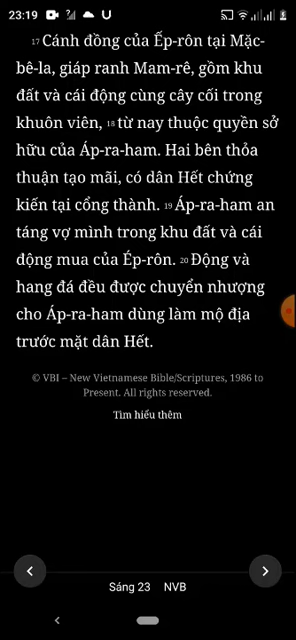 23:19
17 Cánh đồng của Ếp-rôn tại Mặc-
bê-la, giáp ranh Mam-rê, gồm khu
đất và cái động cùng cây cối trong
khuôn viên, 18 từ nay thuộc quyền sở
hữu của Áp-ra-ham. Hai bên thỏa
thuận tạo mãi, có dân Hết chứng
kiến tại cổng thành. 19 Áp-ra-ham an
táng vợ mình trong khu đất và cái
động mua của Ép-rôn. 20 Động và
hang đá đều được chuyển nhượng
cho Áp-ra-ham dùng làm mộ địa
trước mặt dân Hết.
© VBI – New Vietnamese Bible/Scriptures, 1986 to
Present. All rights reserved.
Tìm hiểu thêm
Sáng 23 NVB